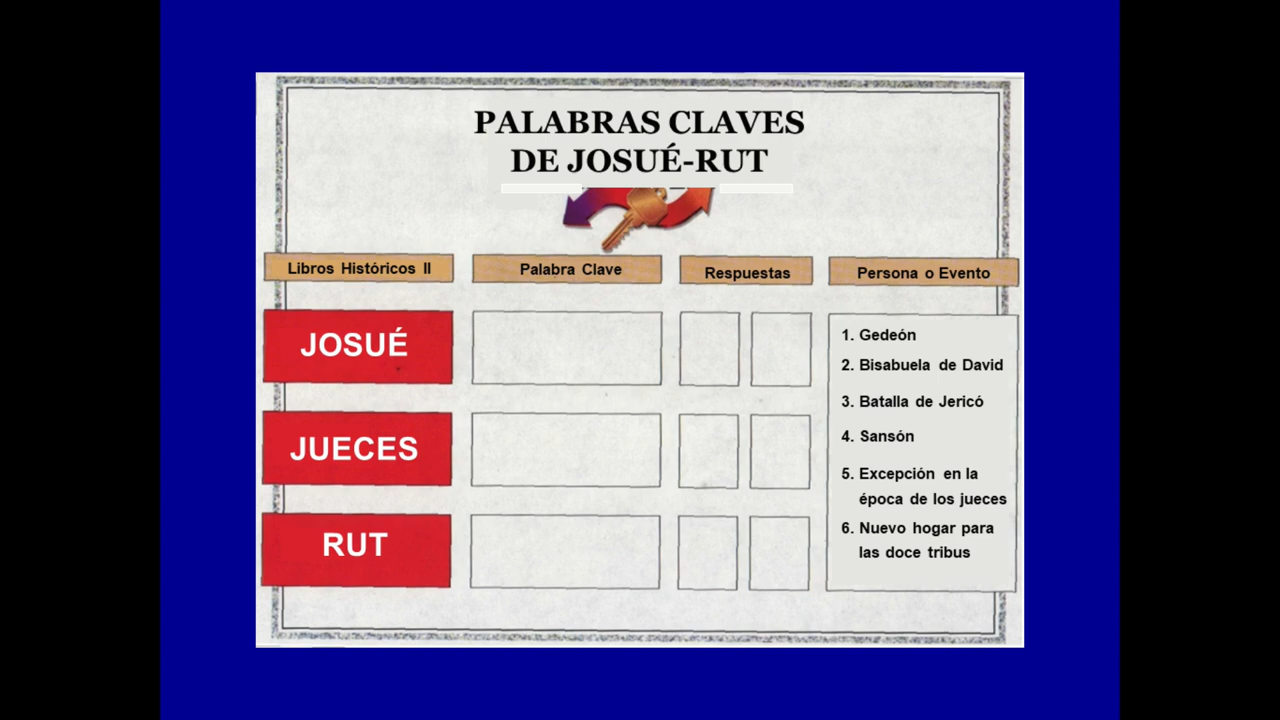 PALABRAS CLAVES
DE JOSUÉ-RUT
Libros Históricos II
Palabra Clave
Respuestas
Persona o Evento
JOSUÉ
JUECES
RUT
1. Gedeón
2. Bisabuela de David
3. Batalla de Jericó
4. Sansón
5. Excepción en la
época de los jueces
6. Nuevo hogar para
las doce tribus